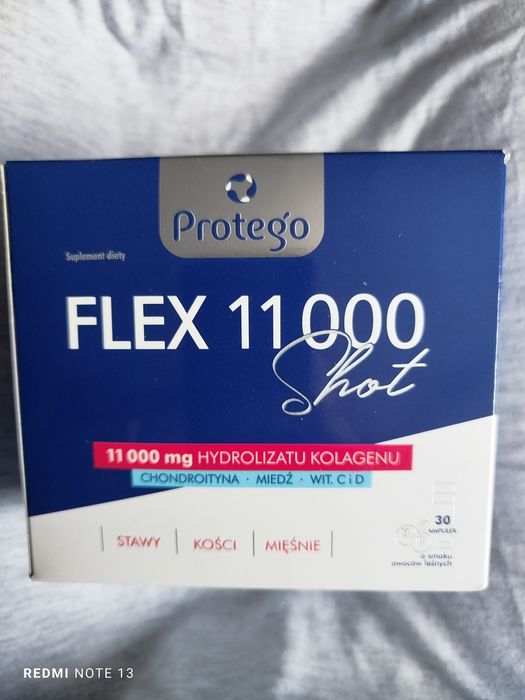 Protego
Suplement diety
FLEX 11 000
Shot
11 000 mg HYDROLIZATU KOLAGENU
CHONDROITYNA · MIEDŹ · WIT. C i D
30
AMPUŁEK
STAWY KOŚCI MIĘŚNIE
o smaku
owoców leśnych
REDMI NOTE 13